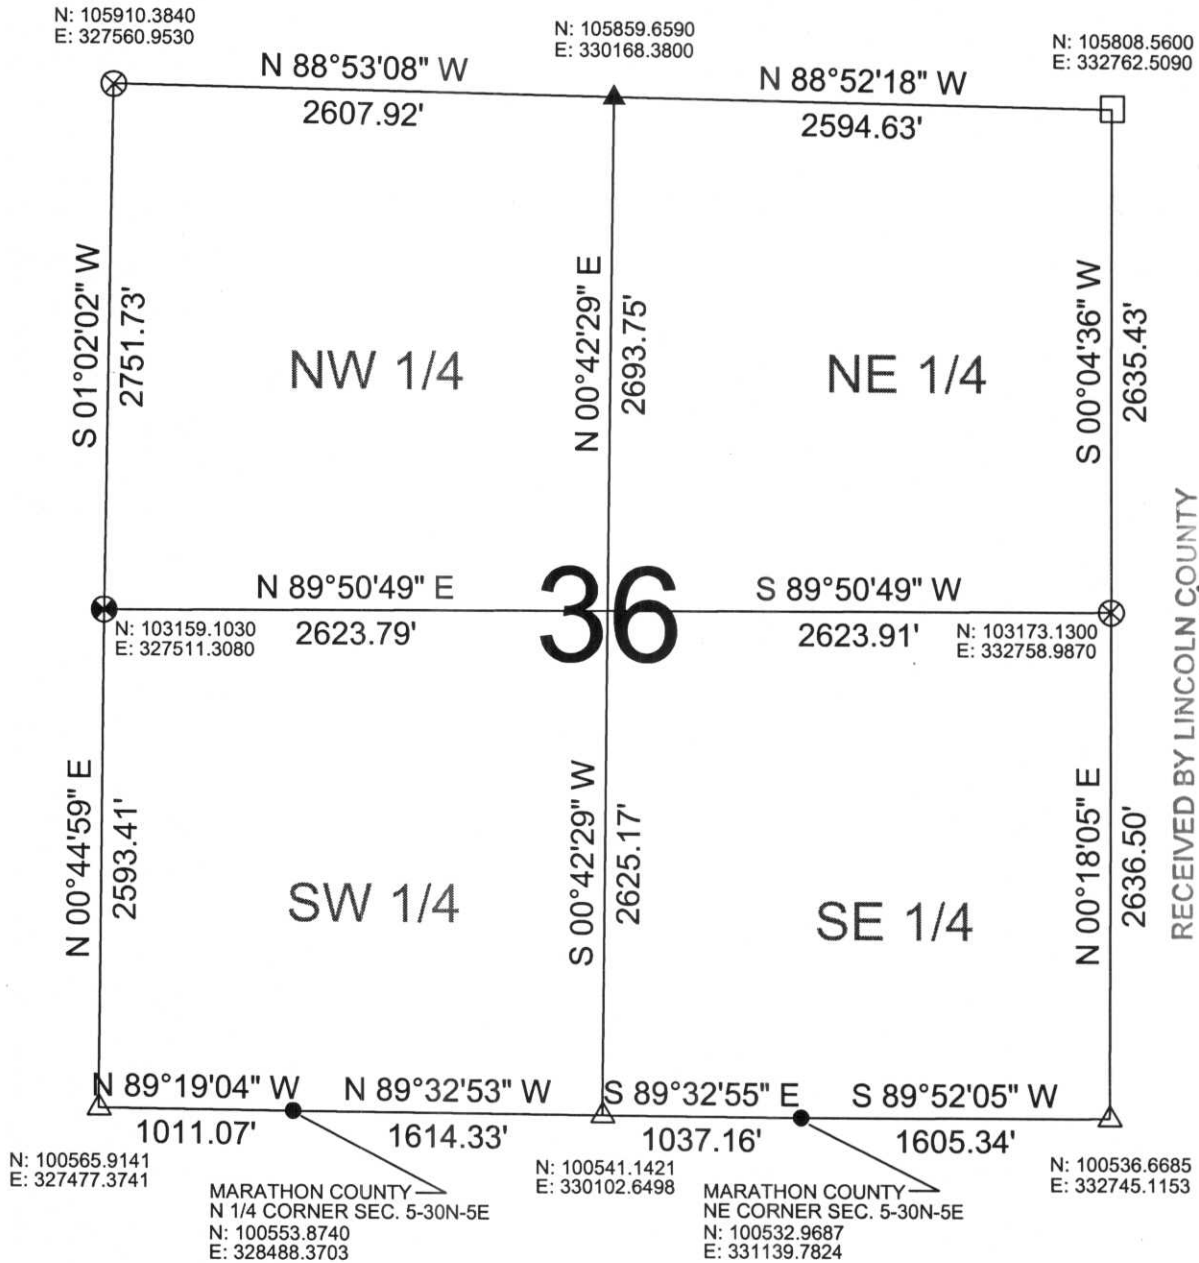 N: 105910.3840
E: 327560.9530
N: 105859.6590
E: 330168.3800
N: 105808.5600
E: 332762.5090
N 88°53'08" W
2607.92'
N 88°52'18" W
2594.63'
S 01°02'02" W
2751.73'
NW 1/4
N 00°42'29" E
2693.75'
NE 1/4
S 00°04'36" W
2635.43'
RECEIVED BY LINCOLN COUNTY
N 89°50'49" E
2623.79'
36
S 89°50'49" W
2623.91'
N: 103159.1030
E: 327511.3080
N: 103173.1300
E: 332758.9870
N 00°44'59" E
2593.41'
SW 1/4
S 00°42'29" W
2625.17'
SE 1/4
N 00°18'05" E
2636.50'
N 89°19'04" W
1011.07'
N 89°32'53" W
1614.33'
S 89°32'55" E
1037.16'
S 89°52'05" W
1605.34'
N: 100565.9141
E: 327477.3741
MARATHON COUNTY
N 1/4 CORNER SEC. 5-30N-5E
N: 100553.8740
E: 328488.3703
N: 100541.1421
E: 330102.6498
MARATHON COUNTY
NE CORNER SEC. 5-30N-5E
N: 100532.9687
E: 331139.7824
N: 100536.6685
E: 332745.1153